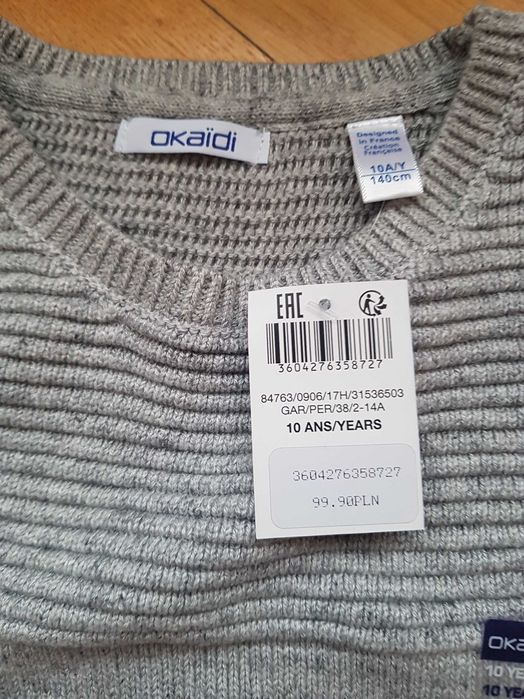 okaïdi
Designed
in France
Création
Française
10A/Y
140cm
EAC
3604276358727
84763/0906/17H/31536503
GAR/PER/38/2-14A
10 ANS/YEARS
3604276358727
99.90PLN